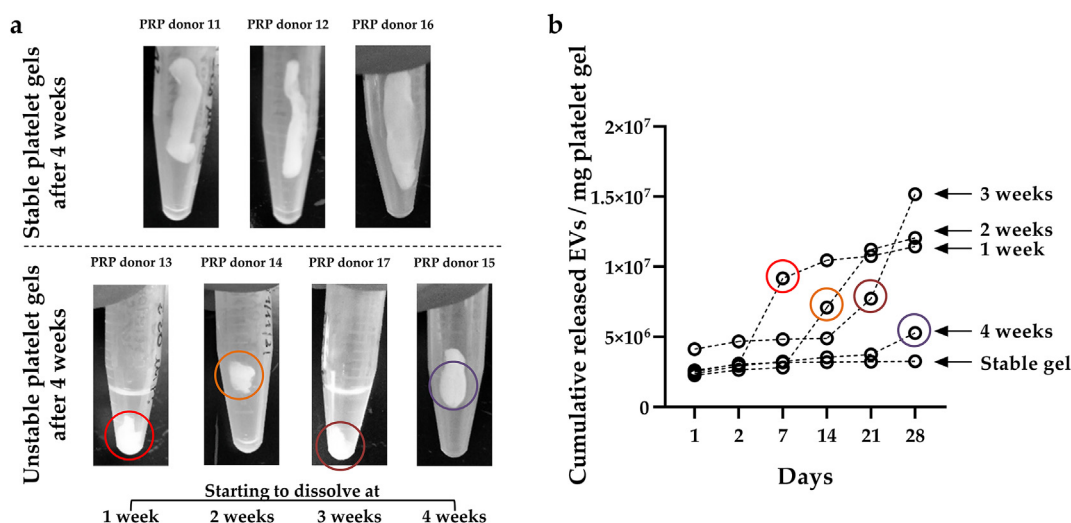 a
PRP donor 11
PRP donor 12
PRP donor 16
Stable platelet gels
after 4 weeks
PRP donor 13
PRP donor 14
PRP donor 17
PRP donor 15
Unstable platelet gels
after 4 weeks
Starting to dissolve at
1 week
2 weeks
3 weeks
4 weeks
b
Cumulative released EVs / mg platelet gel
2×10⁷
1.5×10⁷
1×10⁷
5×10⁶
0
1
2
7
14
21
28
Days
3 weeks
2 weeks
1 week
4 weeks
Stable gel